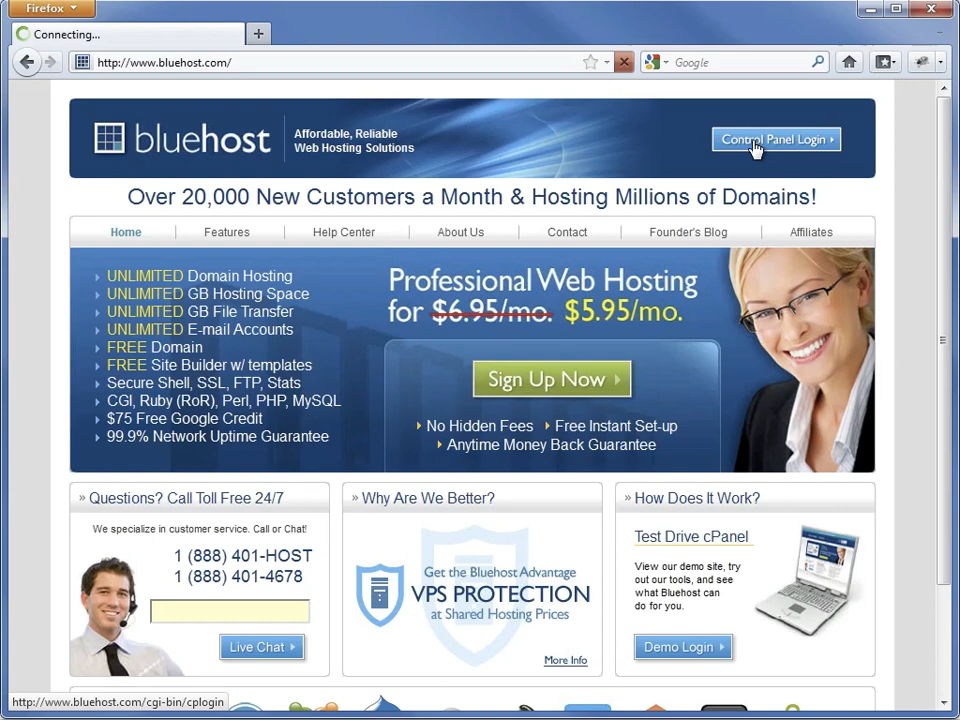 Firefox
Connecting...
http://www.bluehost.com/
Google
bluehost
Affordable, Reliable
Web Hosting Solutions
Control Panel Login
Over 20,000 New Customers a Month & Hosting Millions of Domains!
Home
Features
Help Center
About Us
Contact
Founder's Blog
Affiliates
UNLIMITED Domain Hosting
UNLIMITED GB Hosting Space
UNLIMITED GB File Transfer
UNLIMITED E-mail Accounts
FREE Domain
FREE Site Builder w/ templates
Secure Shell, SSL, FTP, Stats
CGI, Ruby (RoR), Perl, PHP, MySQL
$75 Free Google Credit
99.9% Network Uptime Guarantee
Professional Web Hosting
for $6.95/mo. $5.95/mo.
Sign Up Now
No Hidden Fees
Free Instant Set-up
Anytime Money Back Guarantee
» Questions? Call Toll Free 24/7
We specialize in customer service. Call or Chat!
1 (888) 401-HOST
1 (888) 401-4678
Live Chat
» Why Are We Better?
Get the Bluehost Advantage
VPS PROTECTION
at Shared Hosting Prices
More Info
» How Does It Work?
Test Drive cPanel
View our demo site, try
out our tools, and see
what Bluehost can
do for you.
Demo Login
http://www.bluehost.com/cgi-bin/cplogin